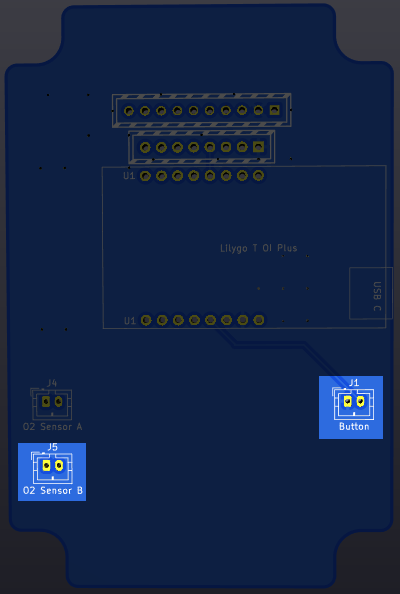 U1
Lilygo T OI Plus
USB C
U1
J4
O2 Sensor A
J1
Button
J5
O2 Sensor B